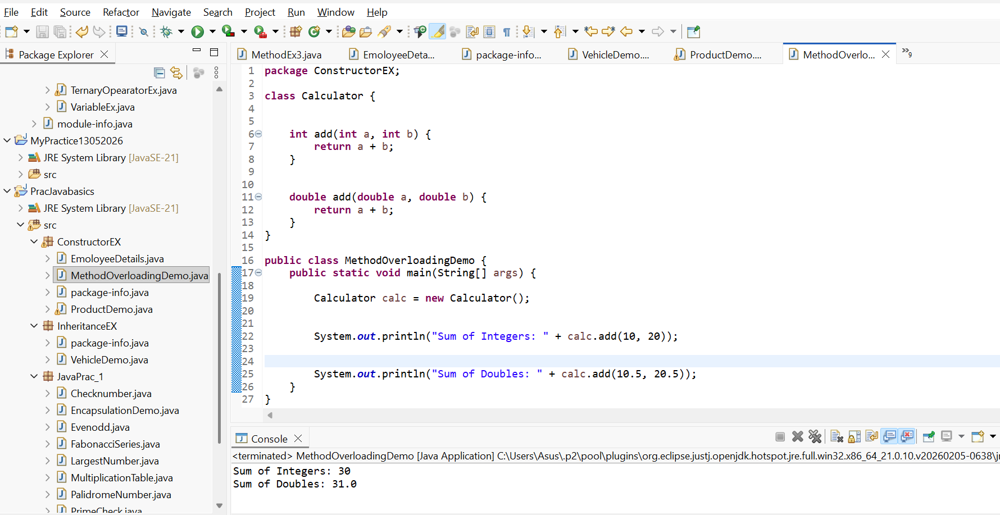 File Edit Source Refactor Navigate Search Project Run Window Help
Package Explorer
TernaryOpearatorEx.java
VariableEx.java
module-info.java
MyPractice13052026
JRE System Library [JavaSE-21]
src
PracJavabasics
JRE System Library [JavaSE-21]
src
ConstructorEX
EmoloyeeDetails.java
MethodOverloadingDemo.java
package-info.java
ProductDemo.java
InheritanceEX
package-info.java
VehicleDemo.java
JavaPrac_1
Checknumber.java
EncapsulationDemo.java
Evenodd.java
FabonacciSeries.java
LargestNumber.java
MultiplicationTable.java
PalidromeNumber.java
PrimeCheck.java
MethodEx3.java EmoloyeeDeta... package-info... VehicleDemo.... ProductDemo.... MethodOverlo... »9
1 package ConstructorEX;
2
3 class Calculator {
4
5
6 int add(int a, int b) {
7 return a + b;
8 }
9
10
11 double add(double a, double b) {
12 return a + b;
13 }
14 }
15
16 public class MethodOverloadingDemo {
17 public static void main(String[] args) {
18
19 Calculator calc = new Calculator();
20
21
22 System.out.println("Sum of Integers: " + calc.add(10, 20));
23
24
25 System.out.println("Sum of Doubles: " + calc.add(10.5, 20.5));
26 }
27 }
Console
<terminated> MethodOverloadingDemo [Java Application] C:\Users\Asus\.p2\pool\plugins\org.eclipse.justj.openjdk.hotspot.jre.full.win32.x86_64_21.0.10.v20260205-0638\jr
Sum of Integers: 30
Sum of Doubles: 31.0